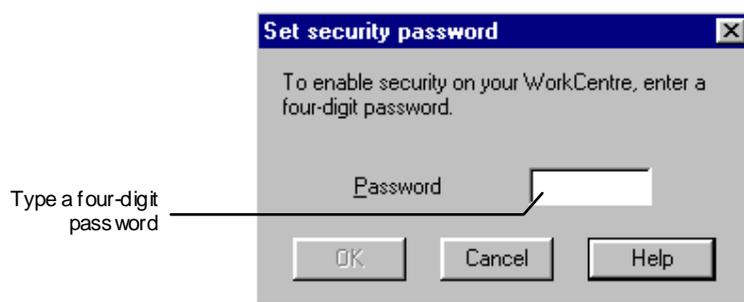 Set security password
To enable security on your WorkCentre, enter a
four-digit password.
Type a four-digit
password
Password
OK
Cancel
Help